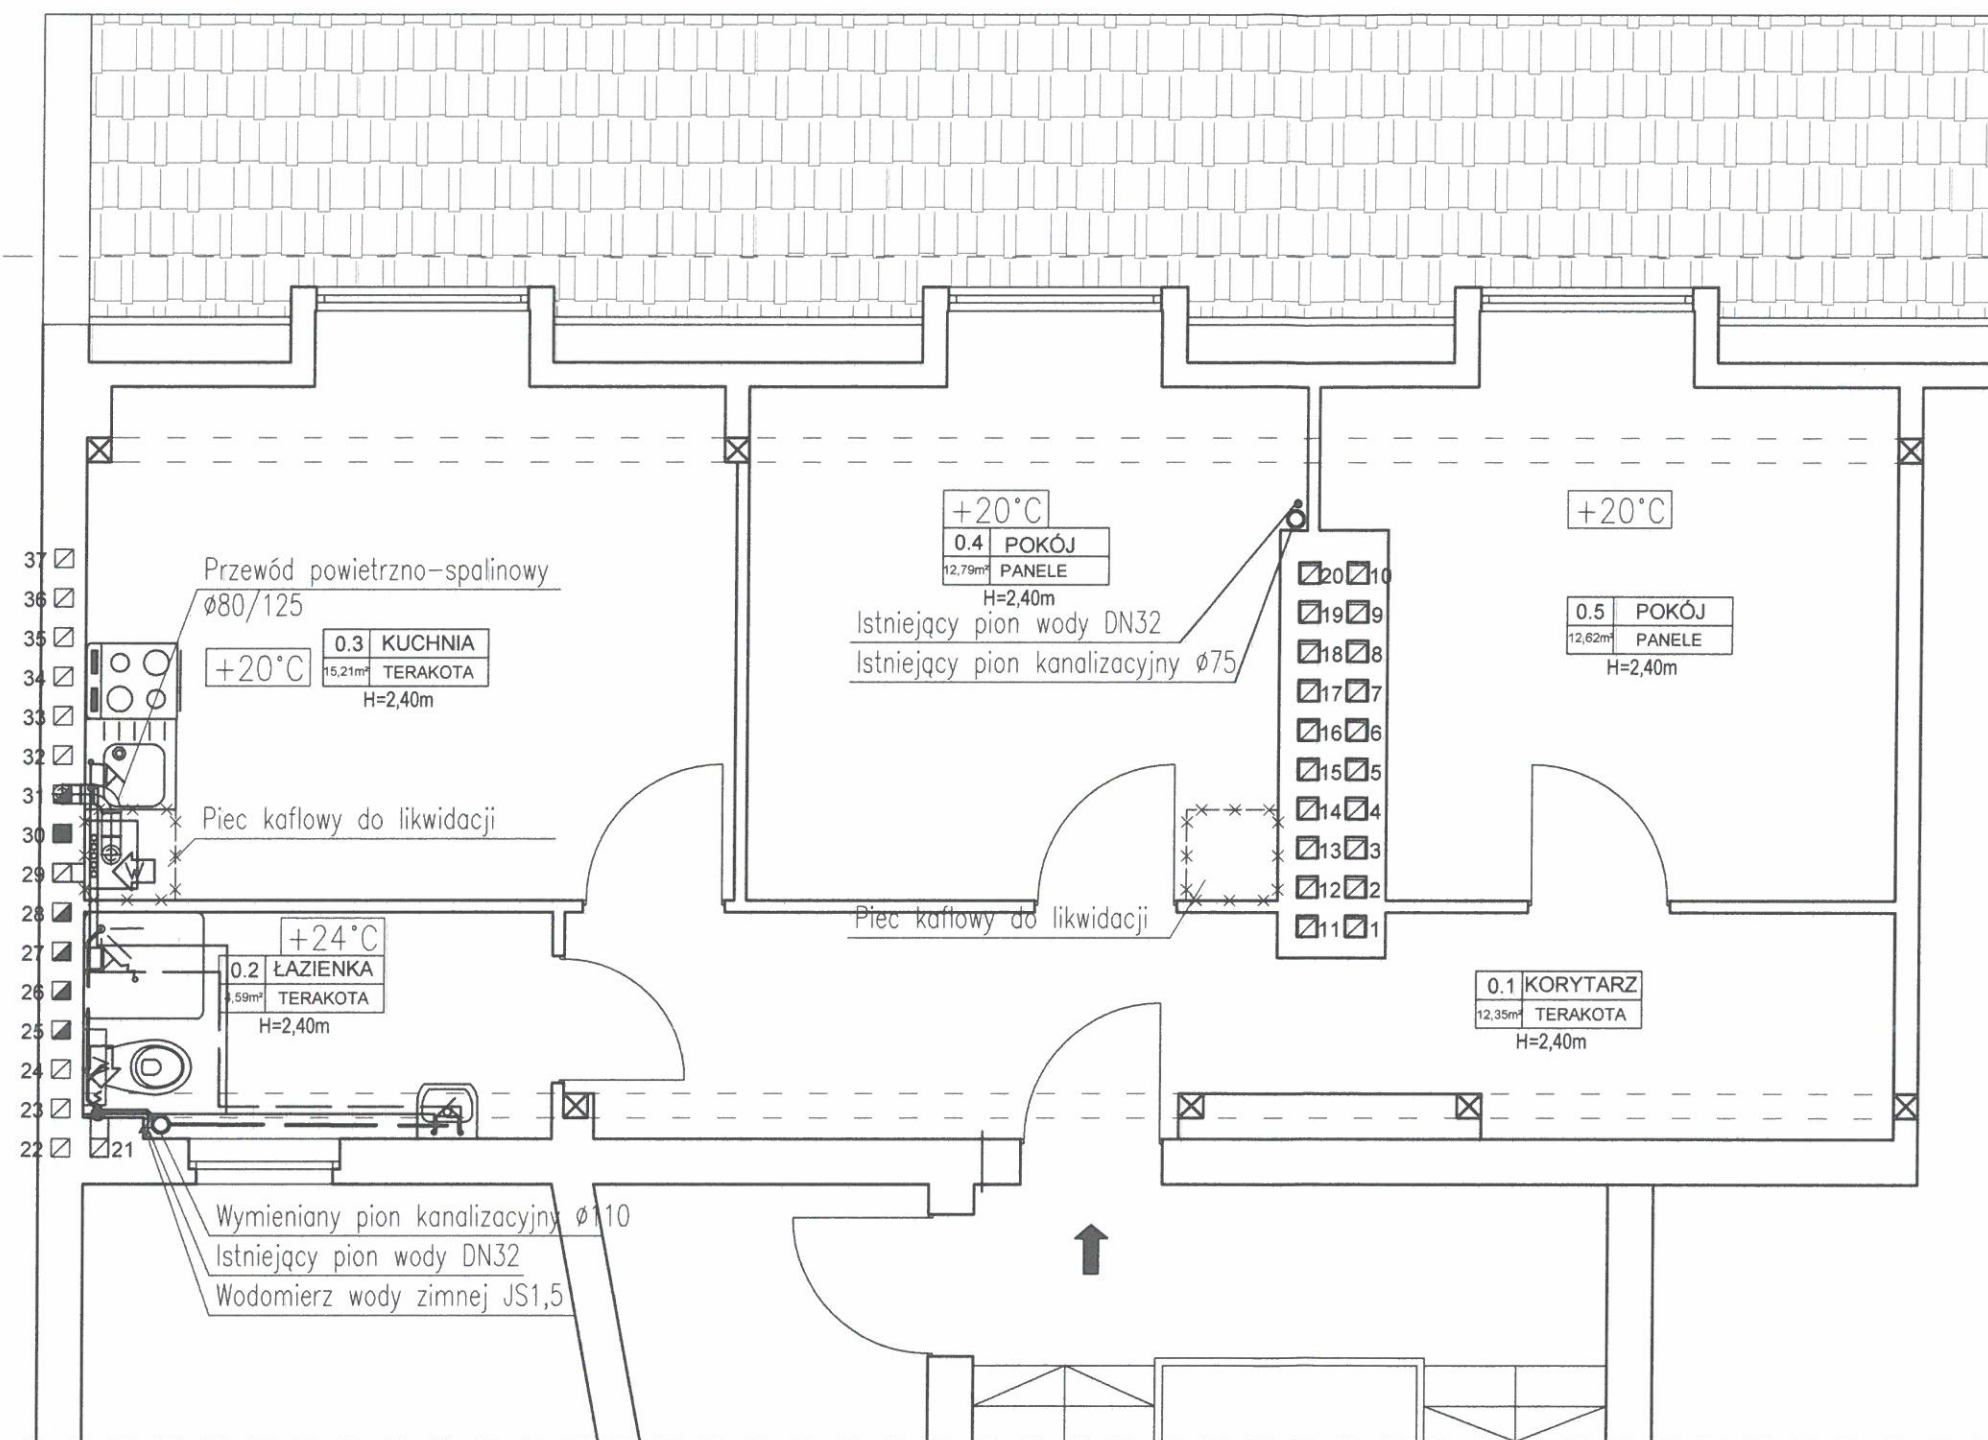 +20°C
0.4 POKÓJ
12,79m² PANELE
H=2,40m
+20°C
0.5 POKÓJ
12,62m² PANELE
H=2,40m
Przewód powietrzno-spalinowy
ø80/125
+20°C
0.3 KUCHNIA
15,21m² TERAKOTA
H=2,40m
Istniejący pion wody DN32
Istniejący pion kanalizacyjny ø75
37
36
35
34
33
32
31
30
29
28
27
26
25
24
23
22 21
20 10
19 9
18 8
17 7
16 6
15 5
14 4
13 3
12 2
11 1
Piec kaflowy do likwidacji
Piec kaflowy do likwidacji
+24°C
0.2 ŁAZIENKA
4,59m² TERAKOTA
H=2,40m
0.1 KORYTARZ
12,35m² TERAKOTA
H=2,40m
Wymieniany pion kanalizacyjny ø110
Istniejący pion wody DN32
Wodomierz wody zimnej JS1,5